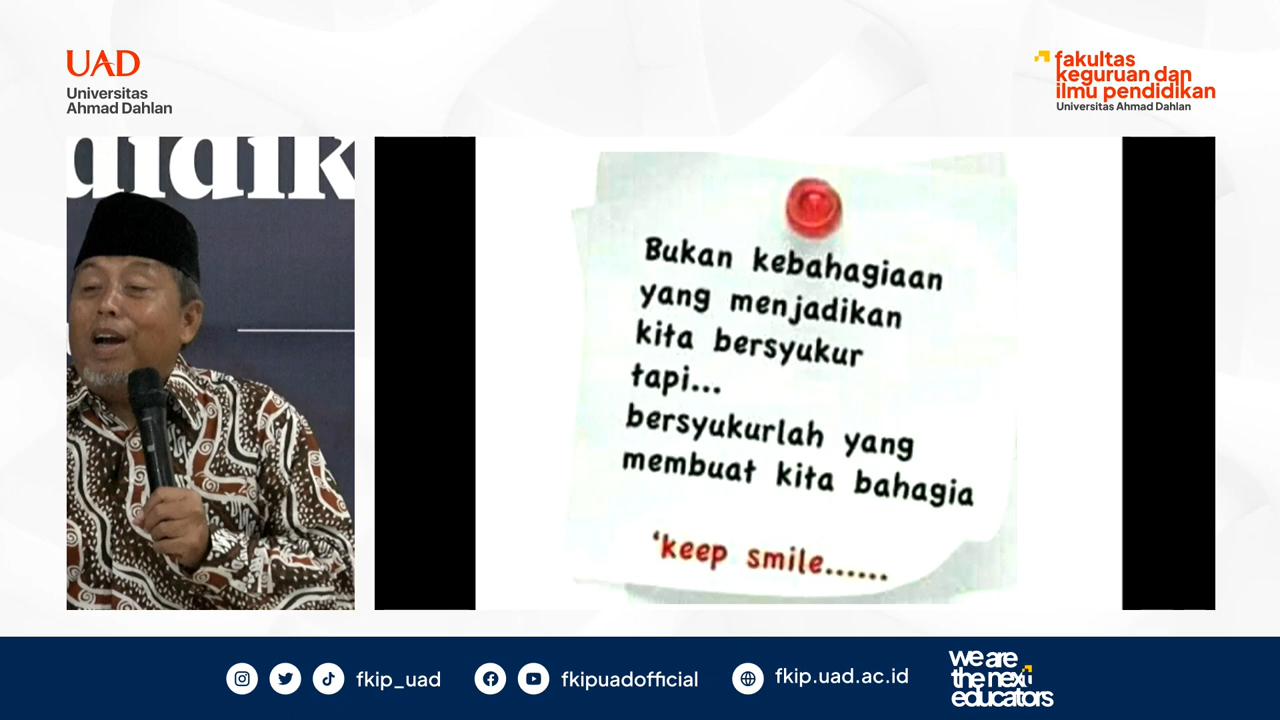 UAD
Universitas
Ahmad Dahlan
fakultas
keguruan dan
ilmu pendidikan
Universitas Ahmad Dahlan
didik
Bukan kebahagiaan
yang menjadikan
kita bersyukur
tapi...
bersyukurlah yang
membuat kita bahagia
‘keep smile......
fkip_uad
fkipuadofficial
fkip.uad.ac.id
we are
the next
educators